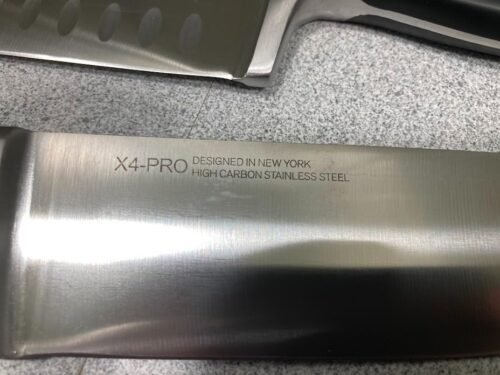 X4-PRO DESIGNED IN NEW YORK
HIGH CARBON STAINLESS STEEL